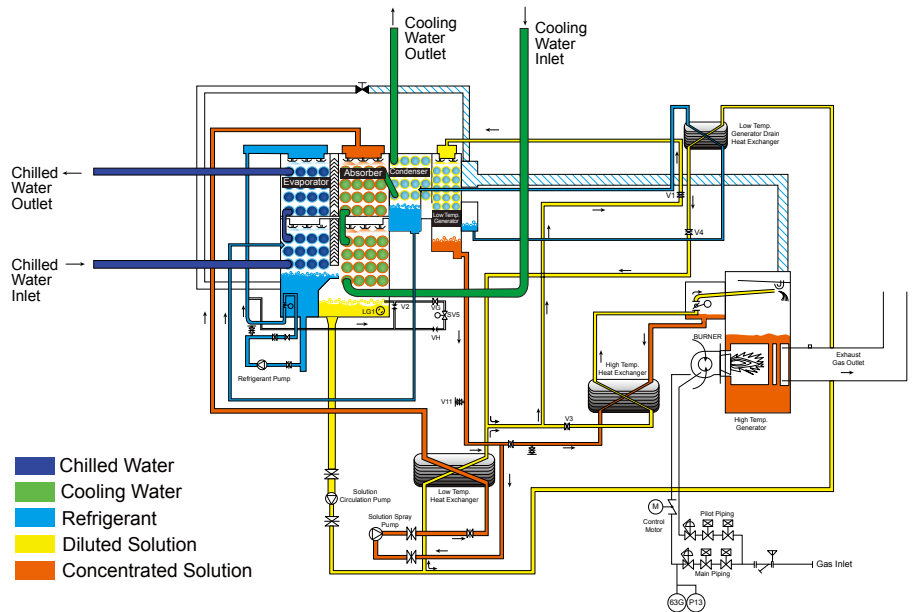 Cooling
Water
Outlet
Cooling
Water
Inlet
Low Temp.
Generator Drain
Heat Exchanger
Chilled
Water
Outlet
Evaporator
Absorber
Condenser
Low Temp.
Generator
V1
V4
Chilled
Water
Inlet
LG1
V2
VG
SV5
VH
BURNER
Exhaust
Gas Outlet
Refrigerant Pump
High Temp.
Heat Exchanger
V11
V3
High Temp.
Generator
Chilled Water
Cooling Water
Refrigerant
Diluted Solution
Concentrated Solution
Low Temp.
Heat Exchanger
Solution
Circulation Pump
Solution Spray
Pump
M
Control
Motor
Pilot Piping
Main Piping
Gas Inlet
63G
P13